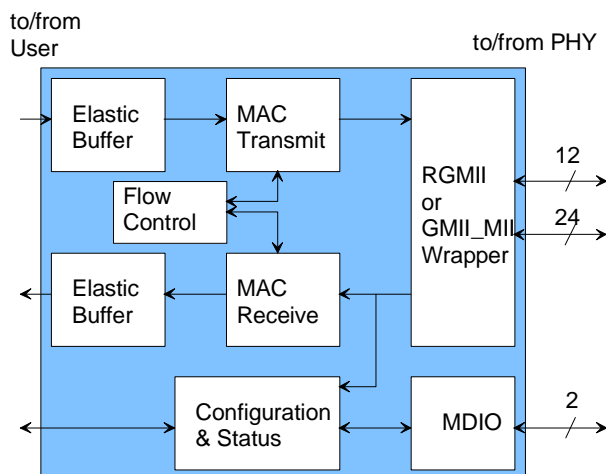 to/from
User
to/from PHY
Elastic
Buffer
MAC
Transmit
RGMII
or
GMII_MII
Wrapper
12
24
Flow
Control
Elastic
Buffer
MAC
Receive
Configuration
& Status
MDIO
2